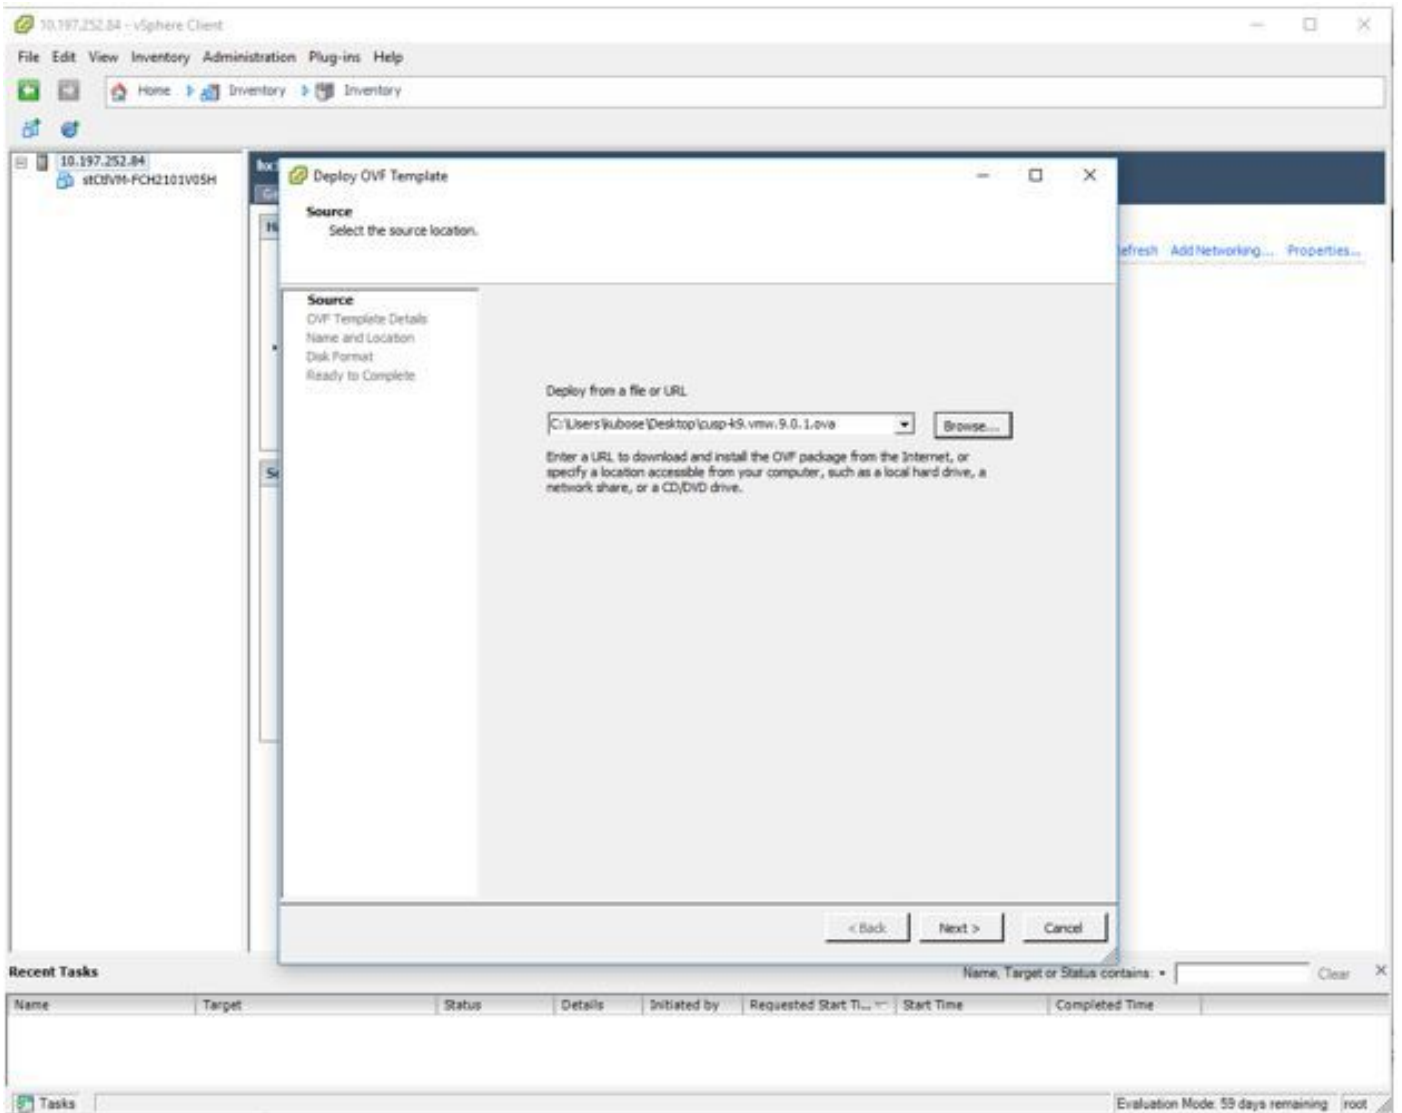 10.197.252.84 - vSphere Client
File Edit View Inventory Administration Plug-ins Help
Home Inventory Inventory
10.197.252.84
stCtlVM-FCH2101V05H
Deploy OVF Template
Source
Select the source location.
efresh Add Networking... Properties...
Source
OVF Template Details
Name and Location
Disk Format
Ready to Complete
Deploy from a file or URL
C:\Users\kubose\Desktop\cusp-k9.vmw.9.0.1.ova Browse...
Enter a URL to download and install the OVF package from the Internet, or
specify a location accessible from your computer, such as a local hard drive, a
network share, or a CD/DVD drive.
< Back Next > Cancel
Recent Tasks Name, Target or Status contains: Clear
Name Target Status Details Initiated by Requested Start Ti... Start Time Completed Time
Tasks Evaluation Mode: 59 days remaining root